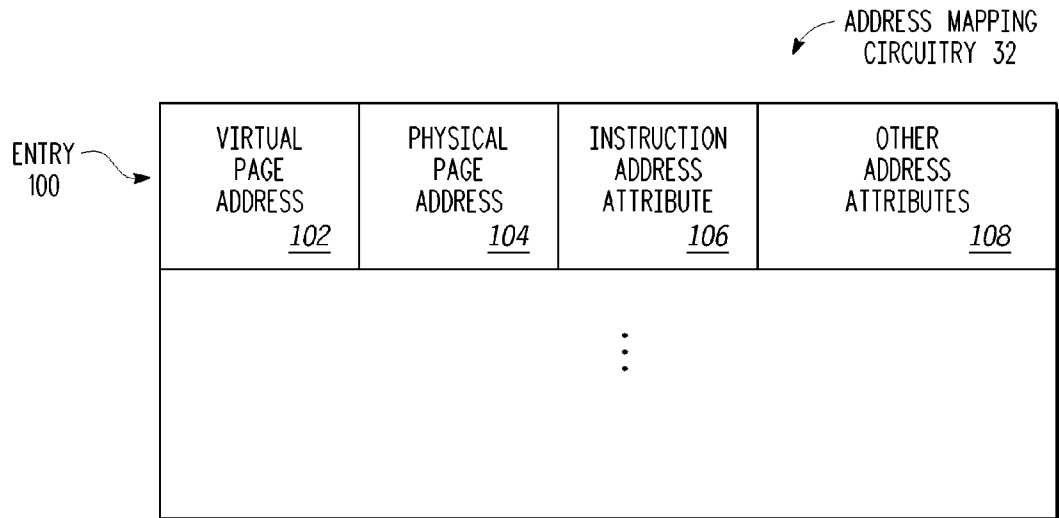 ADDRESS MAPPING
CIRCUITRY 32
ENTRY
100
VIRTUAL
PAGE
ADDRESS
102
PHYSICAL
PAGE
ADDRESS
104
INSTRUCTION
ADDRESS
ATTRIBUTE
106
OTHER
ADDRESS
ATTRIBUTES
108